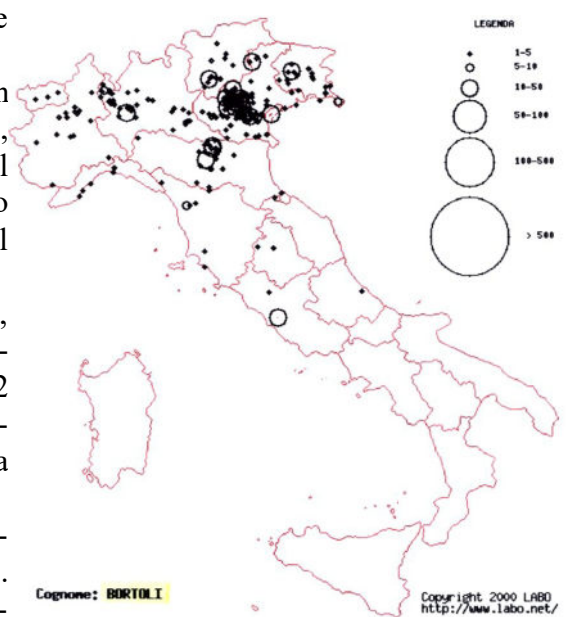 e
n
,
l
o
l
,
-
2
-
a
-
.
-
LEGENDA
1-5
5-10
10-50
50-100
100-500
> 500
Cognome: BORTOLI
Copyright 2000 LABO
http://www.labo.net/